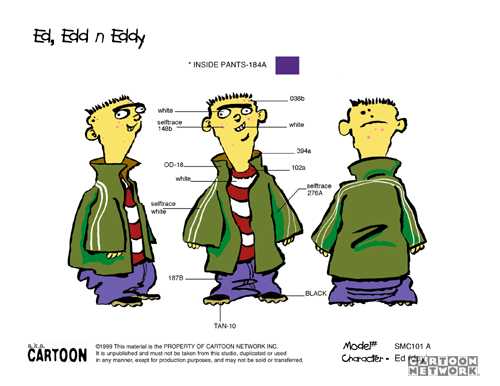 Ed, Edd n Eddy
* INSIDE PANTS-184A
white
selftrace
148b
038b
white
394a
OD-18
102a
white
selftrace
276A
selftrace
white
187B
BLACK
TAN-10
a.k.a.
CARTOON
©1999 This material is the PROPERTY OF CARTOON NETWORK INC.
It is unpublished and must not be taken from this studio, duplicated or used
in any manner, except for production purposes, and may not be sold or transferred.
Model# SMC101 A
Character - Ed
CARTOON NETWORK.